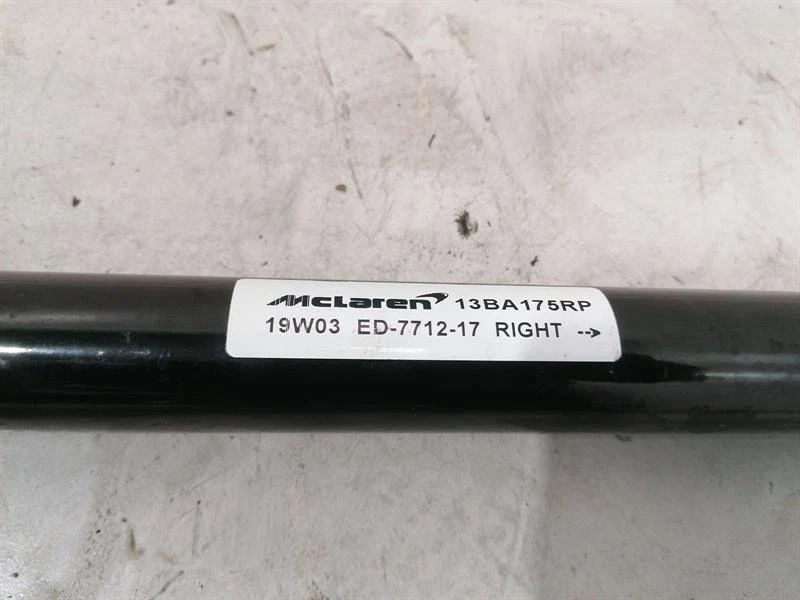 McLaren 13BA175RP
19W03 ED-7712-17 RIGHT -->